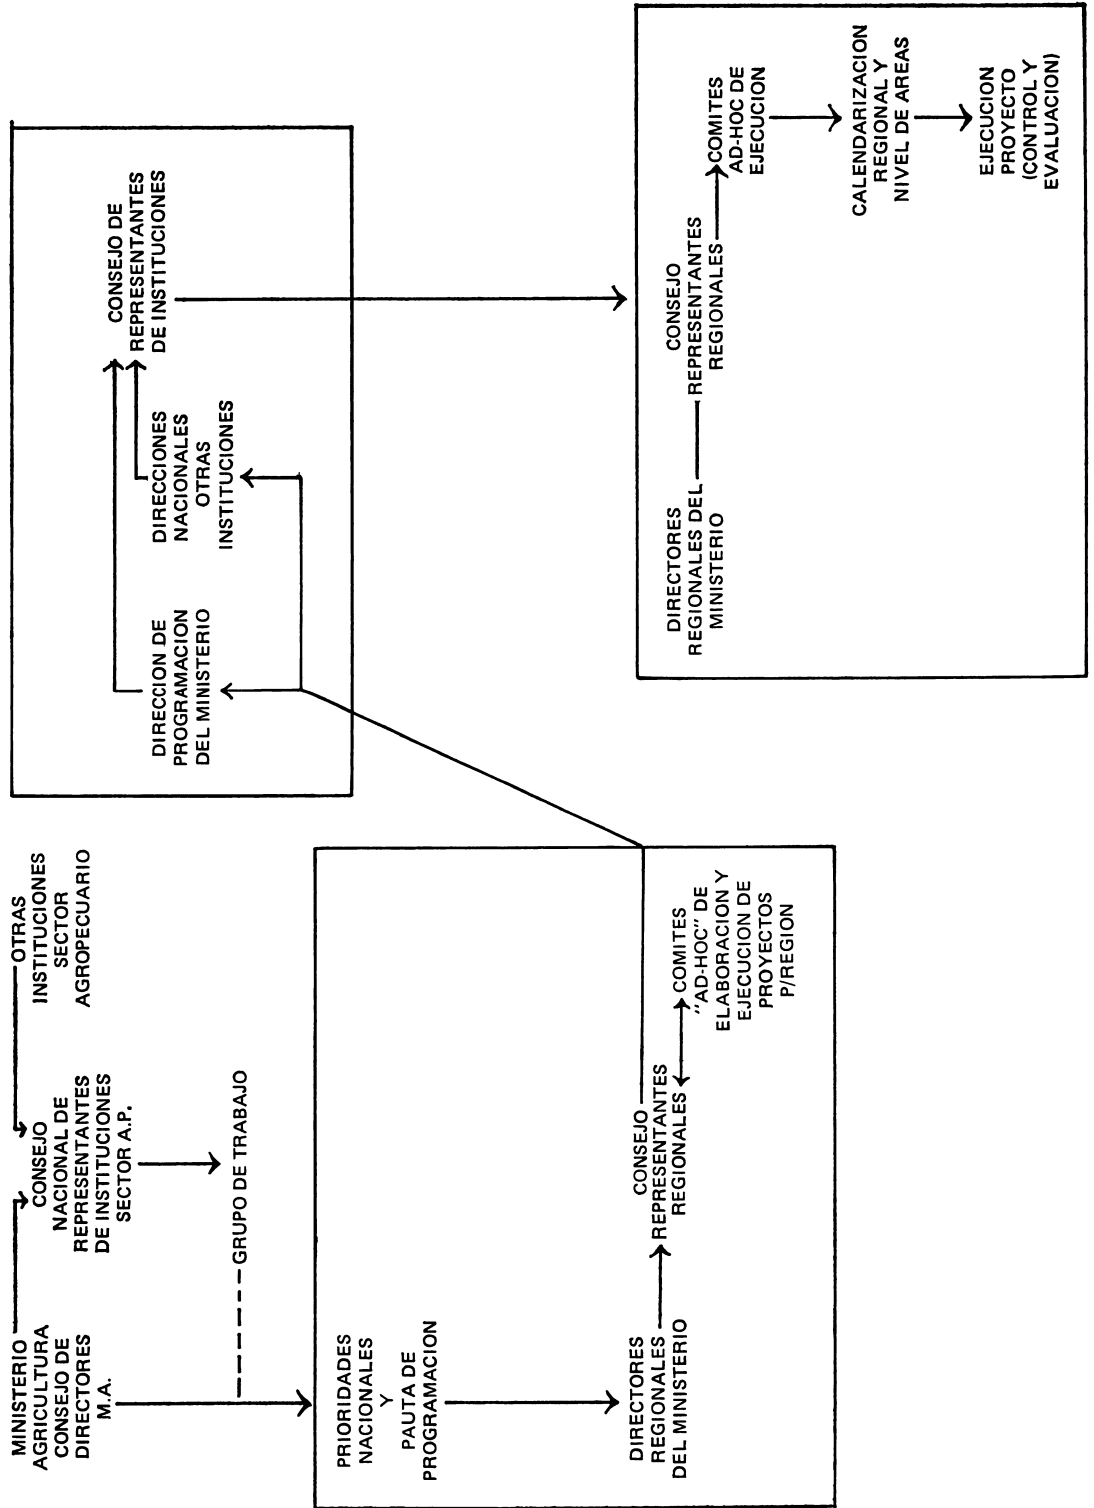 MINISTERIO
AGRICULTURA
CONSEJO DE
DIRECTORES
M.A.
CONSEJO
NACIONAL DE
REPRESENTANTES
DE INSTITUCIONES
SECTOR A.P.
OTRAS
INSTITUCIONES
SECTOR
AGROPECUARIO
GRUPO DE TRABAJO
PRIORIDADES
NACIONALES
Y
PAUTA DE
PROGRAMACION
DIRECTORES
REGIONALES
DEL MINISTERIO
CONSEJO
REPRESENTANTES
REGIONALES
COMITES
"AD-HOC" DE
ELABORACION Y
EJECUCION DE
PROYECTOS
P/REGION
DIRECCION DE
PROGRAMACION
DEL MINISTERIO
DIRECCIONES
NACIONALES
OTRAS
INSTITUCIONES
CONSEJO DE
REPRESENTANTES
DE INSTITUCIONES
DIRECTORES
REGIONALES DEL
MINISTERIO
CONSEJO
REPRESENTANTES
REGIONALES
COMITES
AD-HOC DE
EJECUCION
CALENDARIZACION
REGIONAL Y
NIVEL DE AREAS
EJECUCION
PROYECTO
(CONTROL Y
EVALUACION)